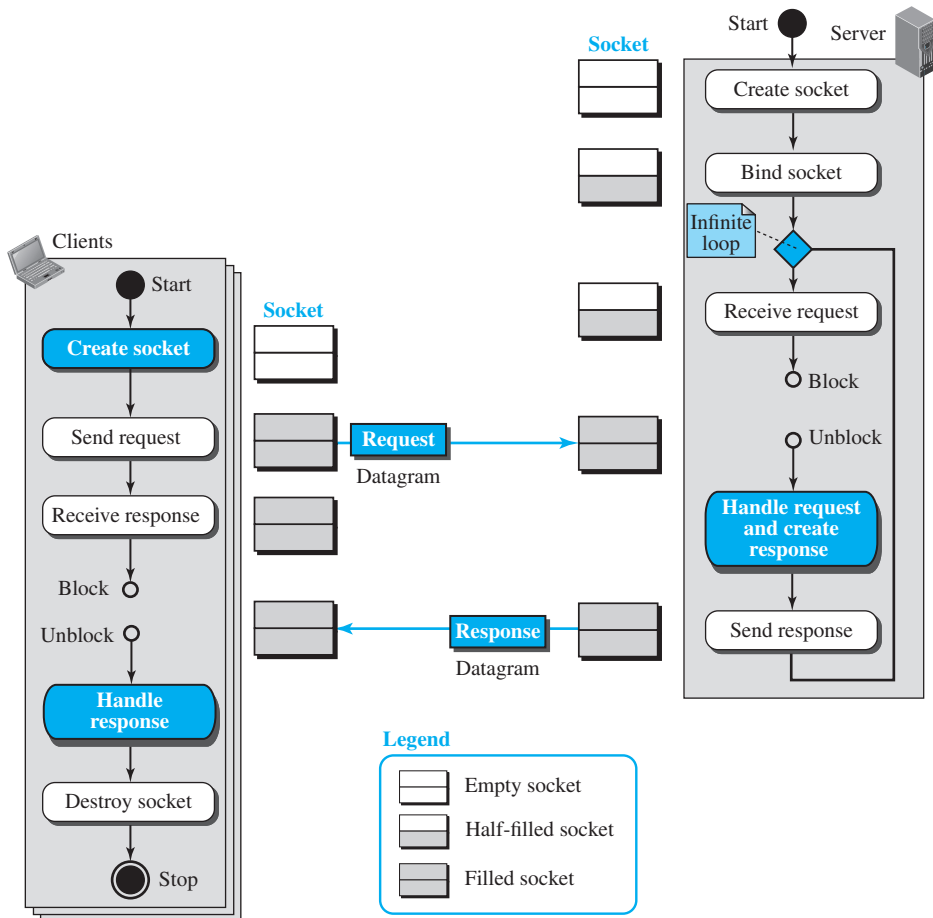 Start
Server
Socket
Create socket
Bind socket
Infinite
loop
Receive request
Block
Unblock
Handle request
and create
response
Send response
Clients
Start
Socket
Create socket
Send request
Request
Datagram
Receive response
Block
Unblock
Response
Datagram
Handle
response
Destroy socket
Stop
Legend
Empty socket
Half-filled socket
Filled socket